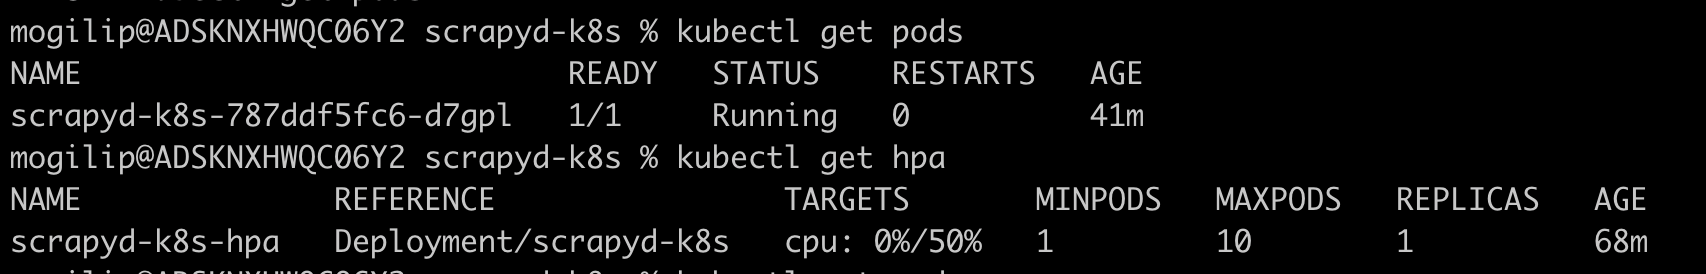 mogilip@ADSKNXHWQC06Y2 scrapyd-k8s % kubectl get pods
NAME READY STATUS RESTARTS AGE
scrapyd-k8s-787ddf5fc6-d7gpl 1/1 Running 0 41m
mogilip@ADSKNXHWQC06Y2 scrapyd-k8s % kubectl get hpa
NAME REFERENCE TARGETS MINPODS MAXPODS REPLICAS AGE
scrapyd-k8s-hpa Deployment/scrapyd-k8s cpu: 0%/50% 1 10 1 68m